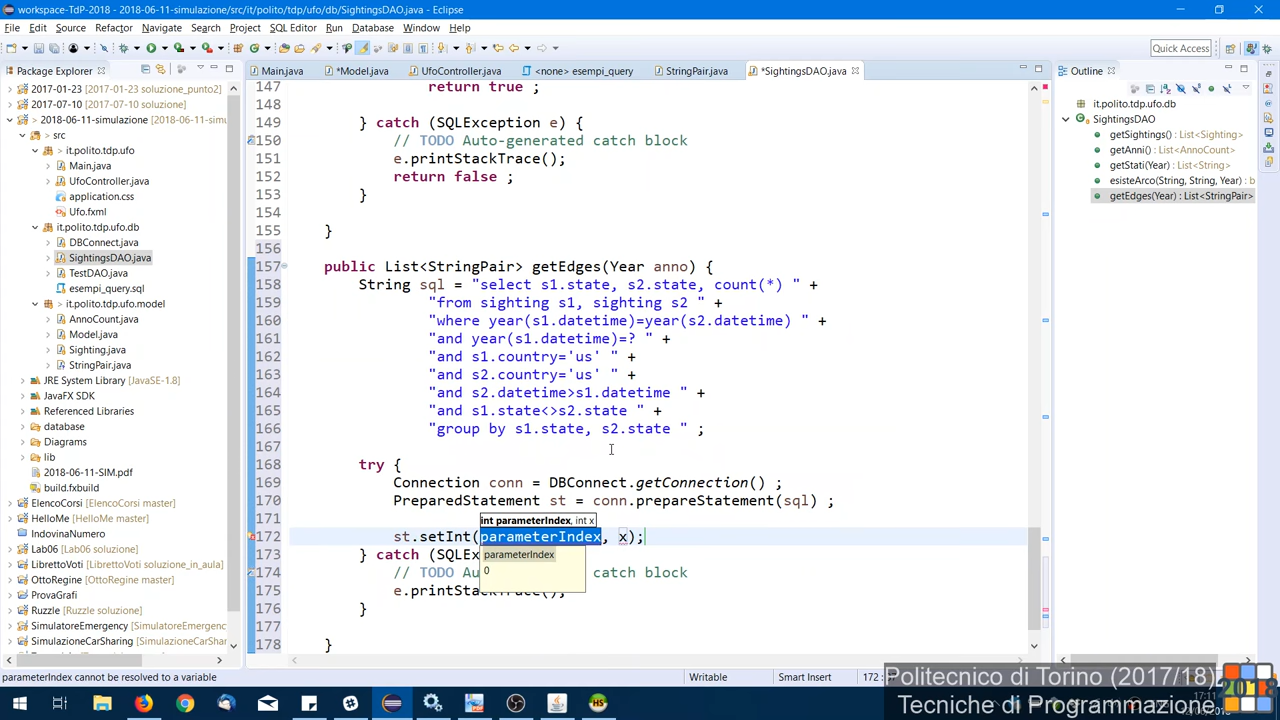 workspace-TdP-2018 - 2018-06-11-simulazione/src/it/polito/tdp/ufo/db/SightingsDAO.java - Eclipse
File Edit Source Refactor Navigate Search Project SQL Editor Run Database Window Help
Quick Access
Package Explorer
Main.java *Model.java UfoController.java <none> esempi_query StringPair.java *SightingsDAO.java
Outline
2017-01-23 [2017-01-23 soluzione_punto2]
2017-07-10 [2017-01-23 soluzione]
> 2018-06-11-simulazione [2018-06-11-simu
src
it.polito.tdp.ufo
Main.java
UfoController.java
application.css
Ufo.fxml
it.polito.tdp.ufo.db
DBConnect.java
SightingsDAO.java
TestDAO.java
esempi_query.sql
it.polito.tdp.ufo.model
AnnoCount.java
Model.java
Sighting.java
StringPair.java
JRE System Library [JavaSE-1.8]
JavaFX SDK
Referenced Libraries
database
Diagrams
lib
2018-06-11-SIM.pdf
build.fxbuild
ElencoCorsi [ElencoCorsi master]
HelloMe [HelloMe master]
IndovinaNumero
Lab06 [Lab06 master]
LibrettoVoti [LibrettoVoti soluzione_in_aula]
OttoRegine [OttoRegine master]
ProvaGrafi
Ruzzle [Ruzzle soluzione]
SimulatoreEmergency [SimulatoreEmergency
SimulazioneCarSharing [SimulazioneCarSharing
147 return true ;
148
149 } catch (SQLException e) {
150 // TODO Auto-generated catch block
151 e.printStackTrace();
152 return false ;
153 }
154
155 }
156
157 public List<StringPair> getEdges(Year anno) {
158 String sql = "select s1.state, s2.state, count(*) " +
159 "from sighting s1, sighting s2 " +
160 "where year(s1.datetime)=year(s2.datetime) " +
161 "and year(s1.datetime)=? " +
162 "and s1.country='us' " +
163 "and s2.country='us' " +
164 "and s2.datetime>s1.datetime " +
165 "and s1.state<>s2.state " +
166 "group by s1.state, s2.state " ;
167
168 try {
169 Connection conn = DBConnect.getConnection() ;
170 PreparedStatement st = conn.prepareStatement(sql) ;
171
int parameterIndex, int x
172 st.setInt(parameterIndex, x);
173 } catch (SQLEx
parameterIndex
0
174 // TODO Au catch block
175 e.printStackTrace();
176 }
177
178 }
it.polito.tdp.ufo.db
SightingsDAO
getSightings() : List<Sighting>
getAnni() : List<AnnoCount>
getStati(Year) : List<String>
esisteArco(String, String, Year) : b
getEdges(Year) : List<StringPair>
parameterIndex cannot be resolved to a variable
Writable
Smart Insert
172 :
Politecnico di Torino (2017/18)
Tecniche di Programmazione
2018
17:11